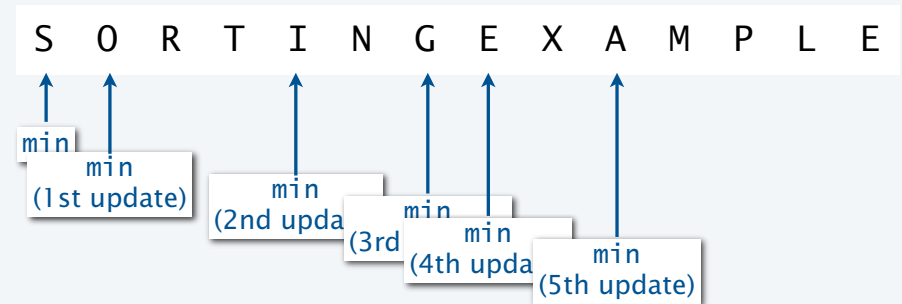 S O R T I N G E X A M P L E
min
min
(1st update)
min
(2nd upda
min
(3rd
min
(4th upda
min
(5th update)